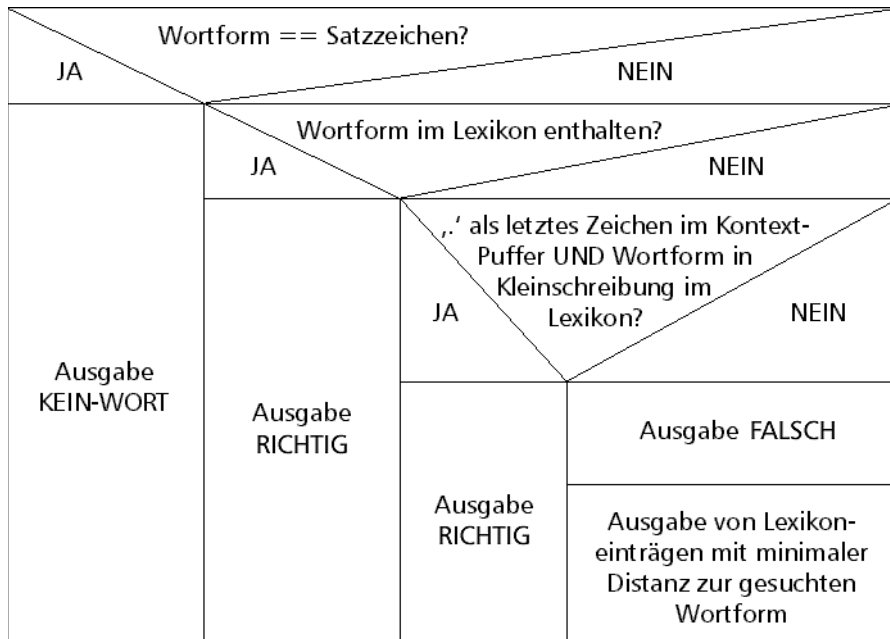 Wortform == Satzzeichen?
JA
NEIN
Wortform im Lexikon enthalten?
JA
NEIN
‚.‘ als letztes Zeichen im Kontext-
Puffer UND Wortform in
Kleinschreibung im
Lexikon?
JA
NEIN
Ausgabe
KEIN-WORT
Ausgabe
RICHTIG
Ausgabe
RICHTIG
Ausgabe FALSCH
Ausgabe von Lexikon-
einträgen mit minimaler
Distanz zur gesuchten
Wortform